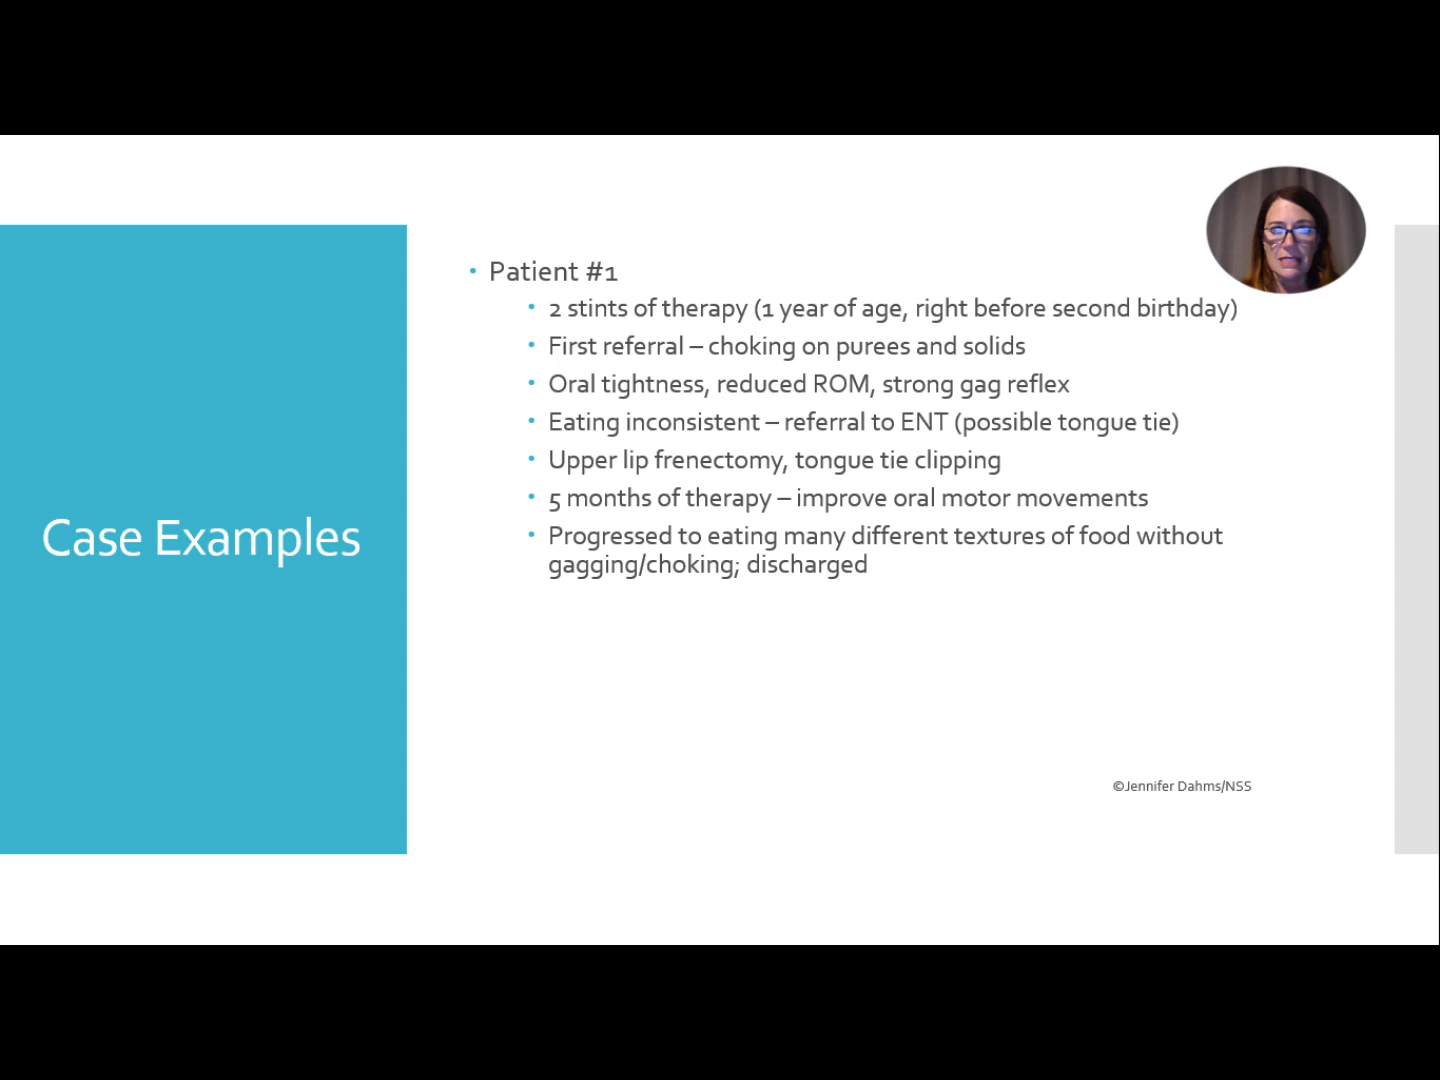 Case Examples
• Patient #1
• 2 stints of therapy (1 year of age, right before second birthday)
• First referral – choking on purees and solids
• Oral tightness, reduced ROM, strong gag reflex
• Eating inconsistent – referral to ENT (possible tongue tie)
• Upper lip frenectomy, tongue tie clipping
• 5 months of therapy – improve oral motor movements
• Progressed to eating many different textures of food without
gagging/choking; discharged
©Jennifer Dahms/NSS